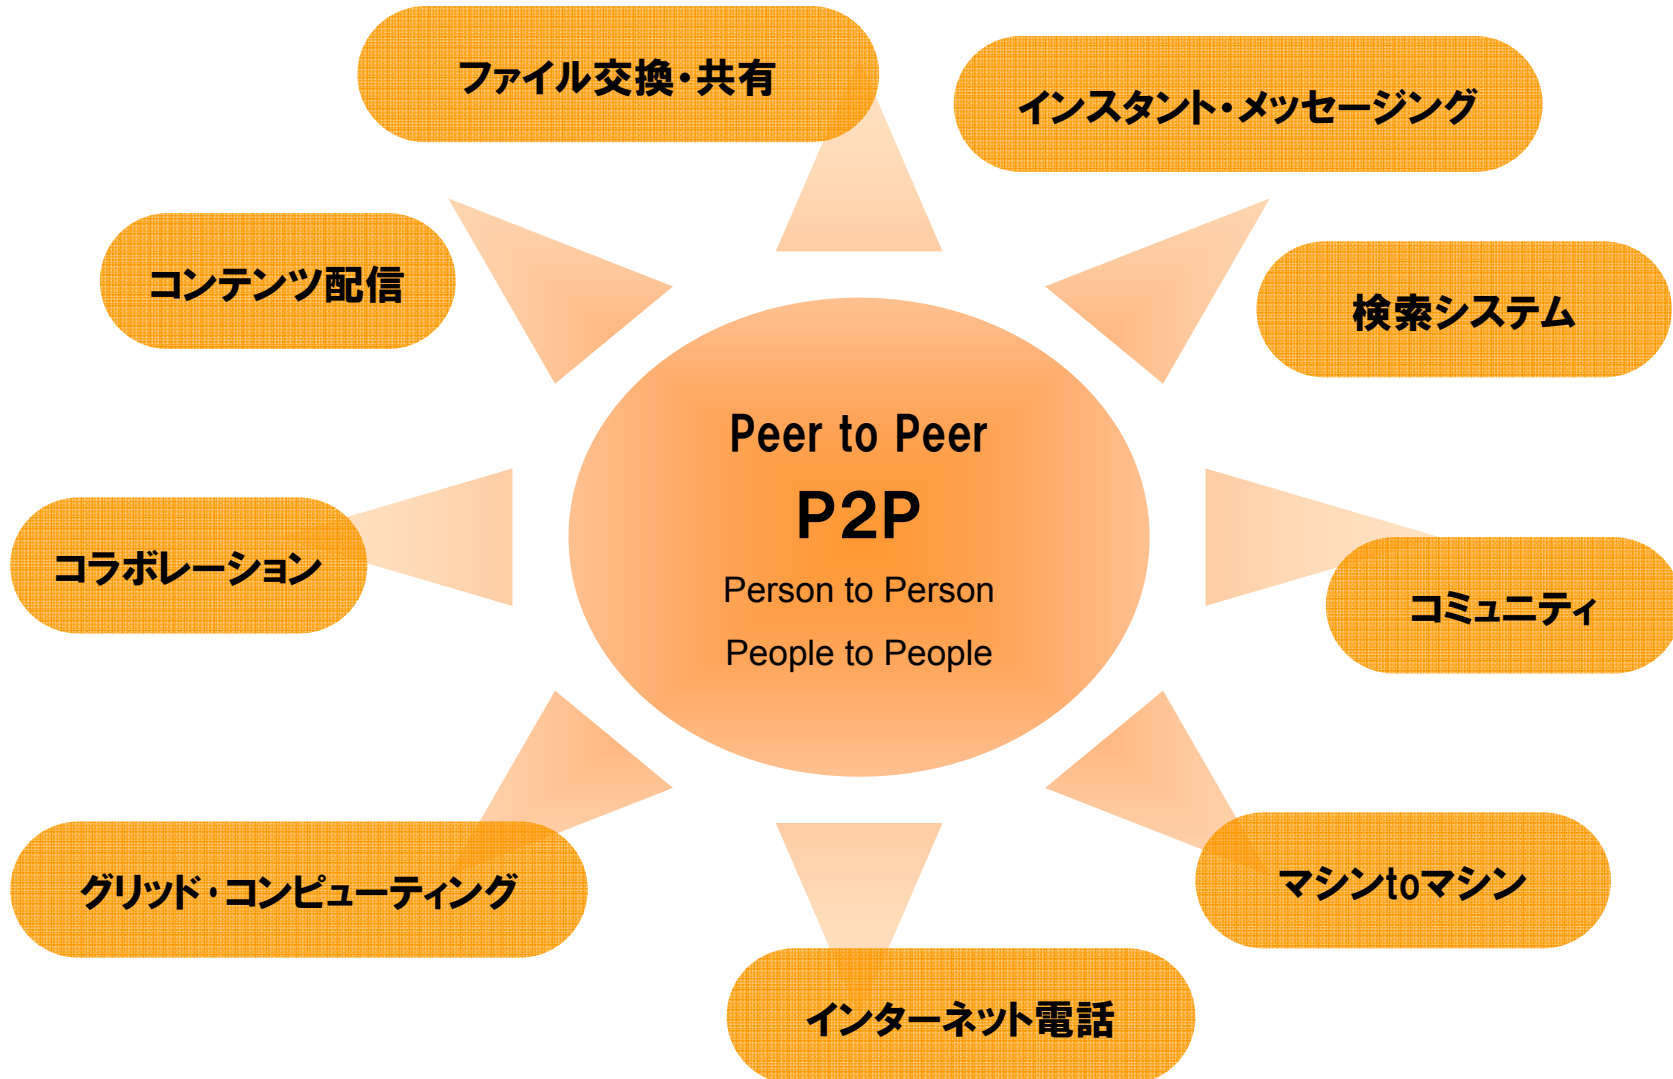 ファイル交換・共有
インスタント・メッセージング
コンテンツ配信
検索システム
Peer to Peer
P2P
Person to Person
People to People
コラボレーション
コミュニティ
グリッド・コンピューティング
マシンtoマシン
インターネット電話